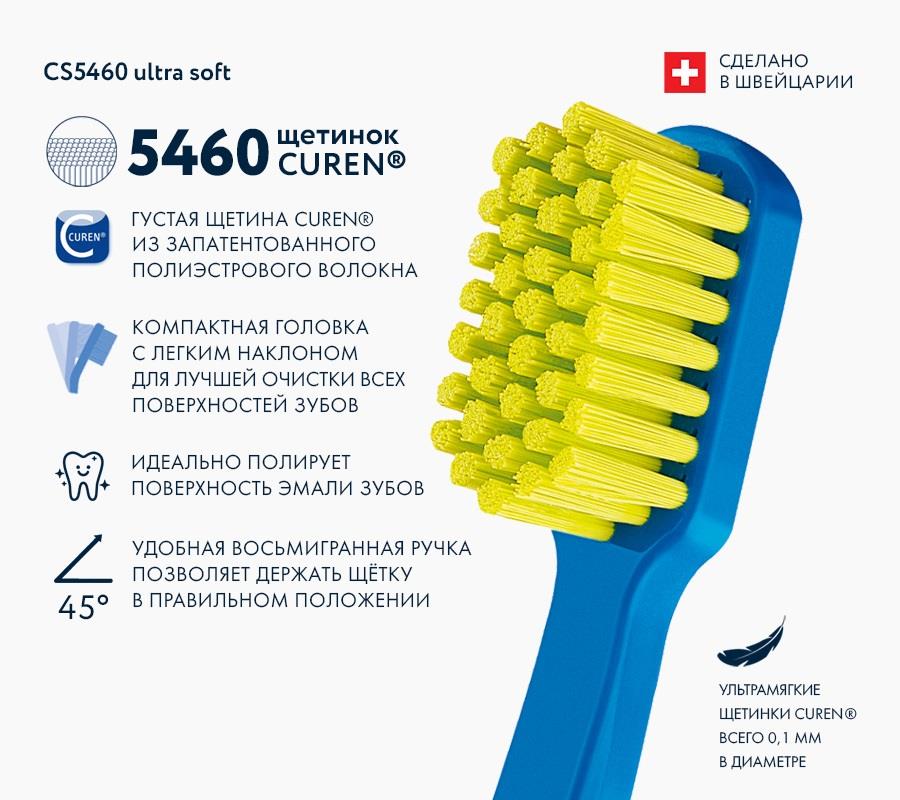 CS5460 ultra soft
СДЕЛАНО
В ШВЕЙЦАРИИ
5460 щетинок
CUREN®
CUREN®
ГУСТАЯ ЩЕТИНА CUREN®
ИЗ ЗАПАТЕНТОВАННОГО
ПОЛИЭСТРОВОГО ВОЛОКНА
КОМПАКТНАЯ ГОЛОВКА
С ЛЕГКИМ НАКЛОНОМ
ДЛЯ ЛУЧШЕЙ ОЧИСТКИ ВСЕХ
ПОВЕРХНОСТЕЙ ЗУБОВ
ИДЕАЛЬНО ПОЛИРУЕТ
ПОВЕРХНОСТЬ ЭМАЛИ ЗУБОВ
УДОБНАЯ ВОСЬМИГРАННАЯ РУЧКА
ПОЗВОЛЯЕТ ДЕРЖАТЬ ЩЁТКУ
В ПРАВИЛЬНОМ ПОЛОЖЕНИИ
45°
УЛЬТРАМЯГКИЕ
ЩЕТИНКИ CUREN®
ВСЕГО 0,1 ММ
В ДИАМЕТРЕ